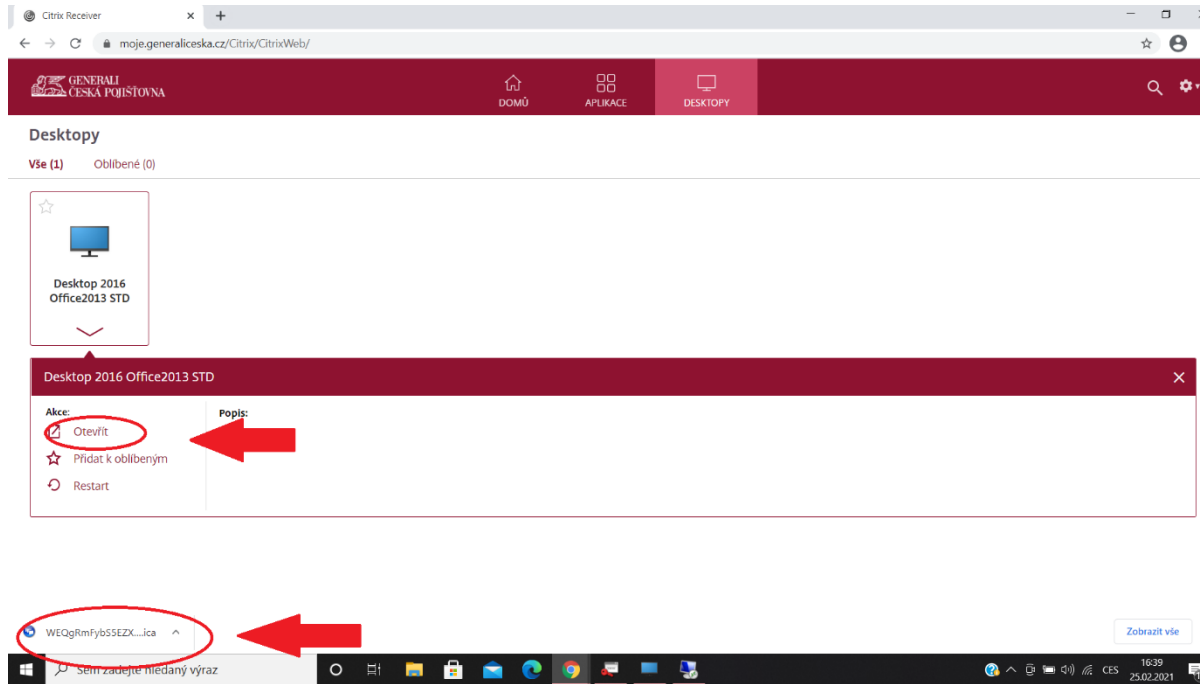 Citrix Receiver
moje.generaliceska.cz/Citrix/CitrixWeb/
GENERALI
ČESKÁ POJIŠŤOVNA
DOMŮ
APLIKACE
DESKTOPY
Desktopy
Vše (1)
Oblíbené (0)
Desktop 2016
Office2013 STD
Desktop 2016 Office2013 STD
Akce:
Popis:
Otevřít
Přidat k oblíbeným
Restart
WEQgRmFybS5EZX....ica
Zobrazit vše
Sem zadejte hledaný výraz
CES
16:39
25.02.2021